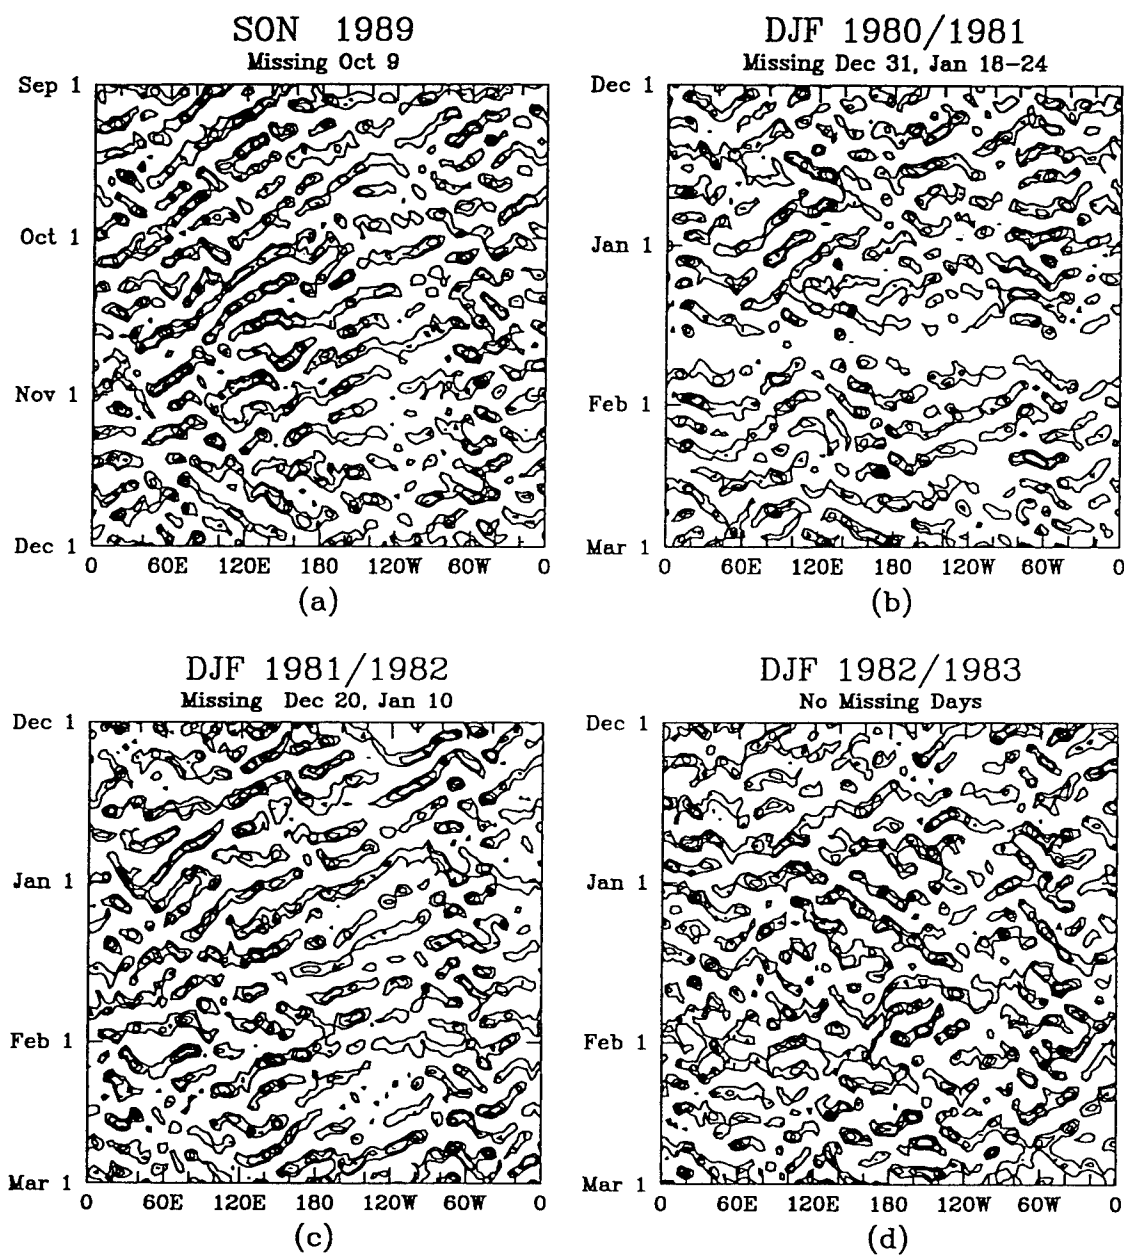 SON 1989
Missing Oct 9
Sep 1
Oct 1
Nov 1
Dec 1
0 60E 120E 180 120W 60W 0
(a)
DJF 1980/1981
Missing Dec 31, Jan 18-24
Dec 1
Jan 1
Feb 1
Mar 1
0 60E 120E 180 120W 60W 0
(b)
DJF 1981/1982
Missing Dec 20, Jan 10
Dec 1
Jan 1
Feb 1
Mar 1
0 60E 120E 180 120W 60W 0
(c)
DJF 1982/1983
No Missing Days
Dec 1
Jan 1
Feb 1
Mar 1
0 60E 120E 180 120W 60W 0
(d)